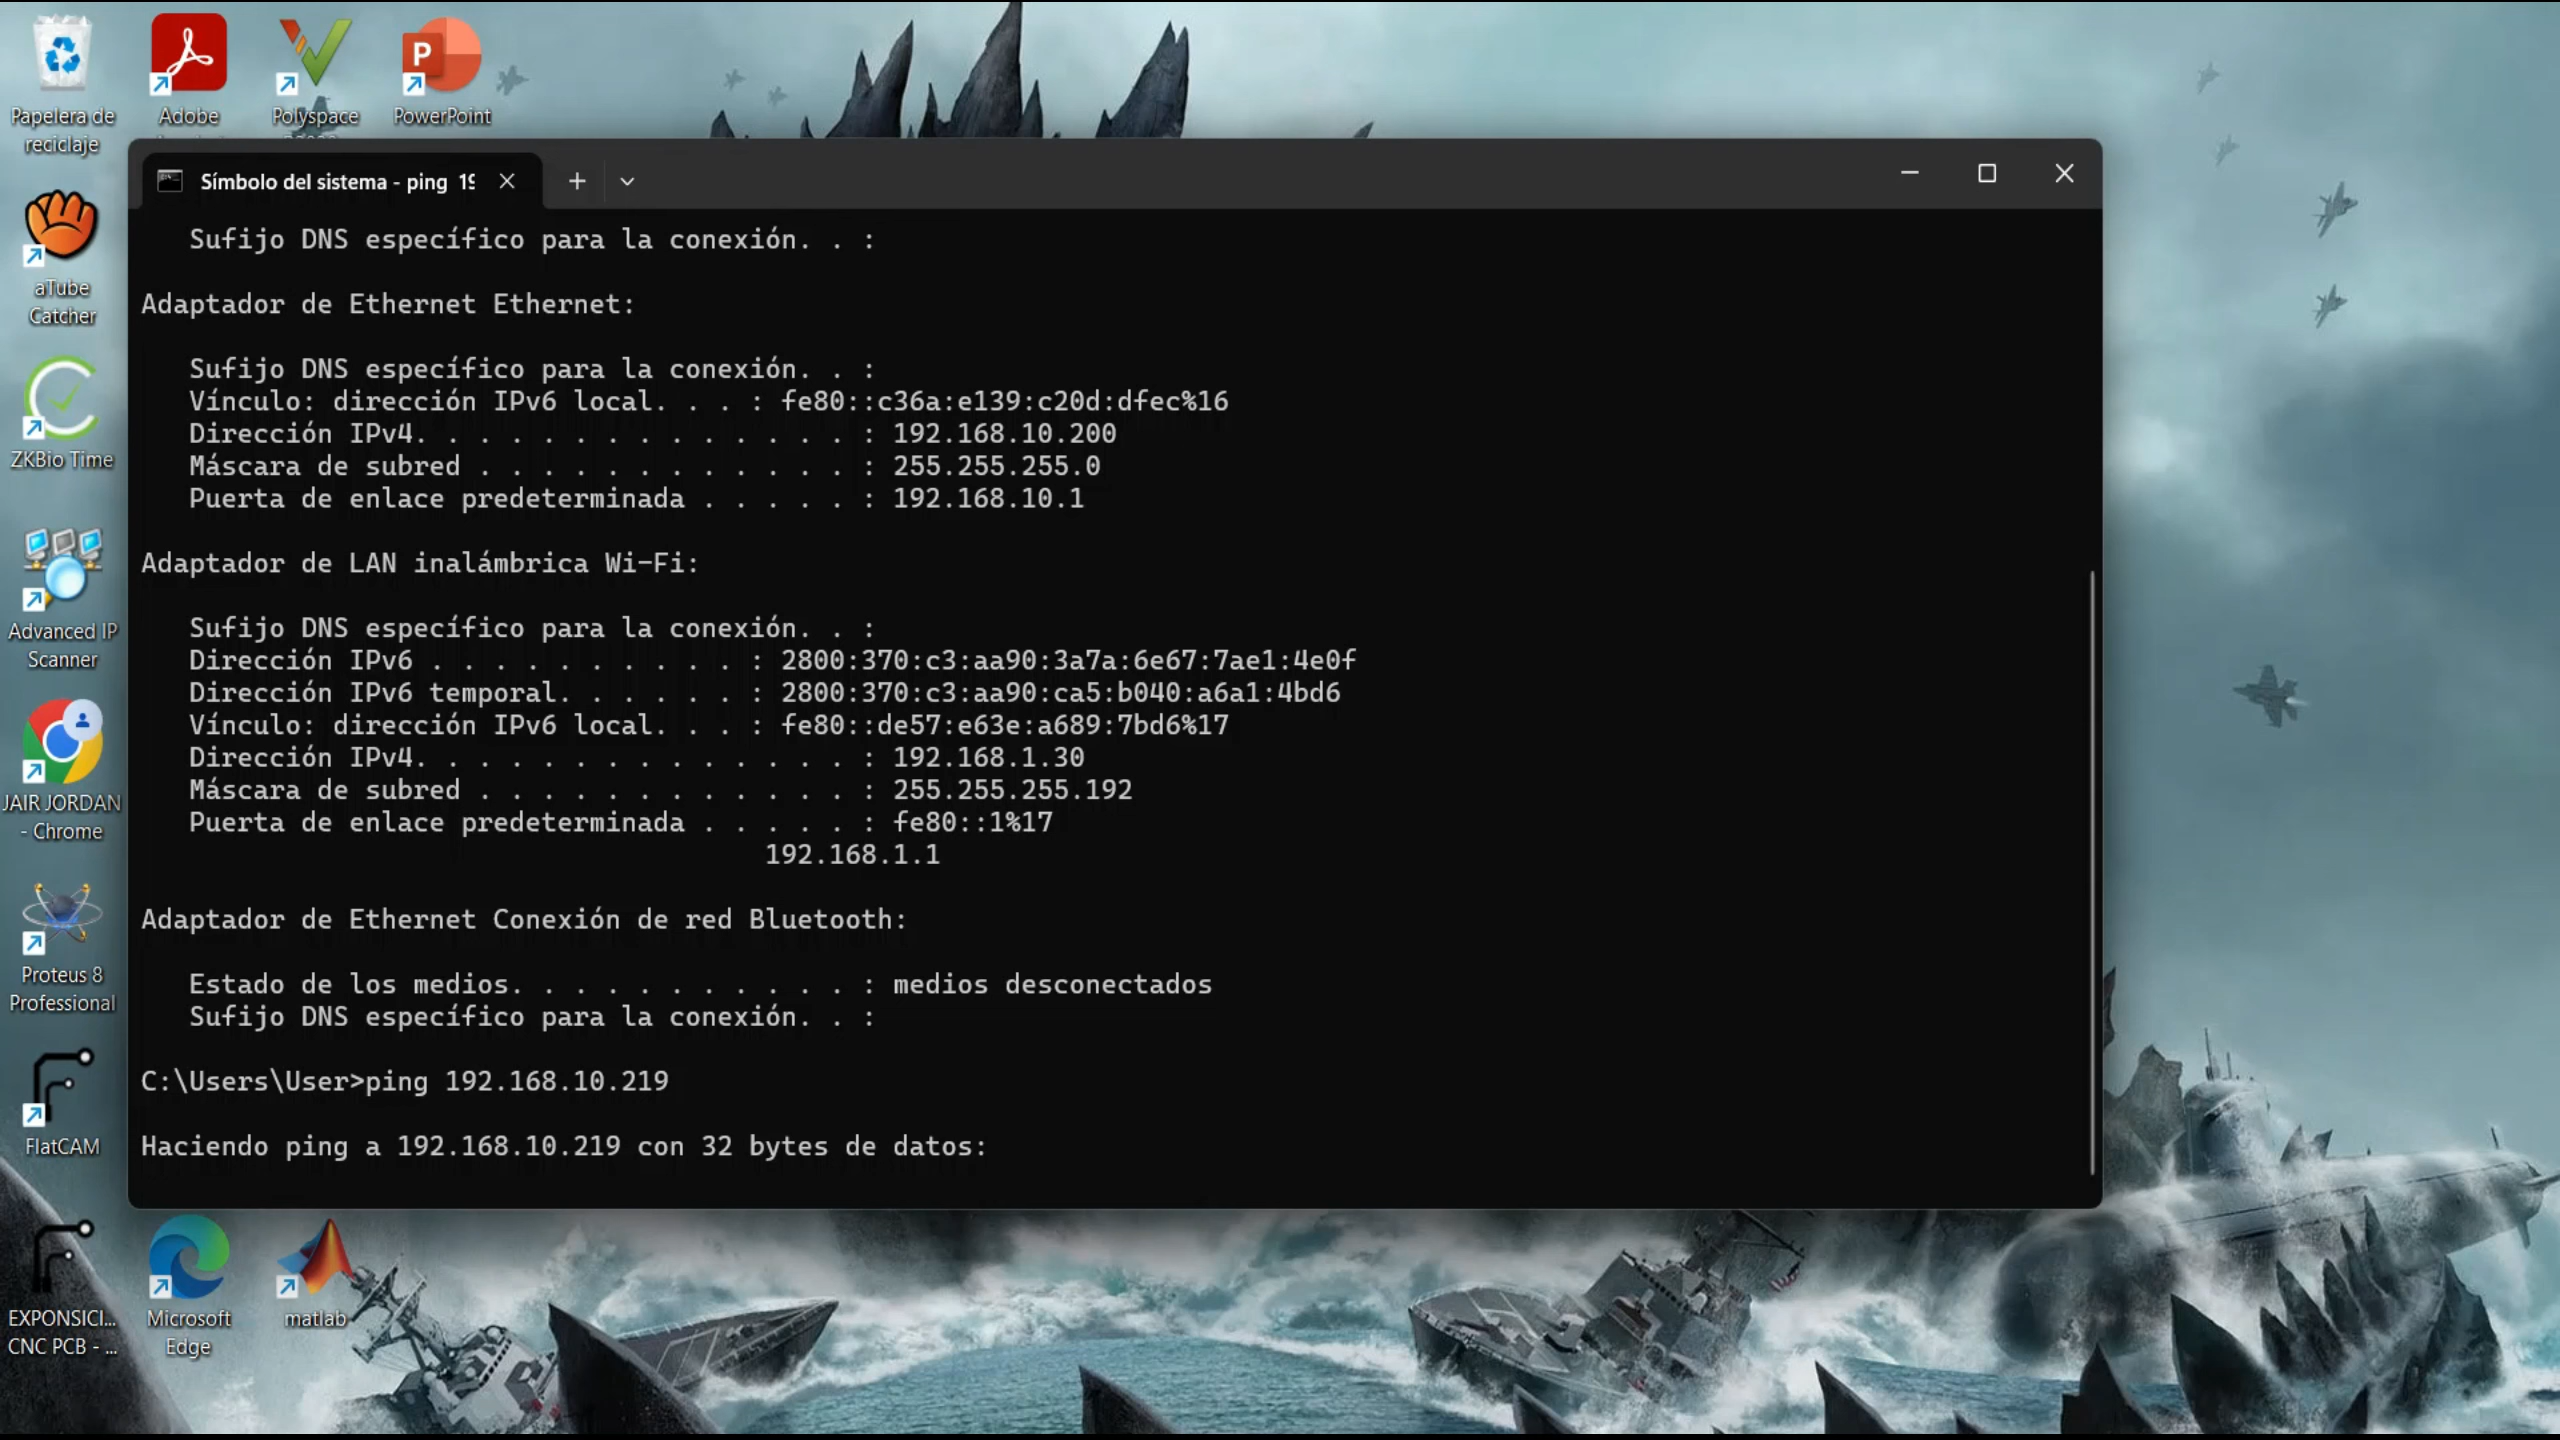 Papelera de
reciclaje
Adobe
Polyspace
PowerPoint
aTube
Catcher
ZKBio Time
Advanced IP
Scanner
JAIR JORDAN
- Chrome
Proteus 8
Professional
FlatCAM
EXPONSICI...
CNC PCB - ...
Microsoft
Edge
matlab
Símbolo del sistema - ping 19
Sufijo DNS específico para la conexión. . :
Adaptador de Ethernet Ethernet:
Sufijo DNS específico para la conexión. . :
Vínculo: dirección IPv6 local. . . : fe80::c36a:e139:c20d:dfec%16
Dirección IPv4. . . . . . . . . . . . . . : 192.168.10.200
Máscara de subred . . . . . . . . . . . . : 255.255.255.0
Puerta de enlace predeterminada . . . . . : 192.168.10.1
Adaptador de LAN inalámbrica Wi-Fi:
Sufijo DNS específico para la conexión. . :
Dirección IPv6 . . . . . . . . . . : 2800:370:c3:aa90:3a7a:6e67:7ae1:4e0f
Dirección IPv6 temporal. . . . . . : 2800:370:c3:aa90:ca5:b040:a6a1:4bd6
Vínculo: dirección IPv6 local. . . : fe80::de57:e63e:a689:7bd6%17
Dirección IPv4. . . . . . . . . . . . . . : 192.168.1.30
Máscara de subred . . . . . . . . . . . . : 255.255.255.192
Puerta de enlace predeterminada . . . . . : fe80::1%17
192.168.1.1
Adaptador de Ethernet Conexión de red Bluetooth:
Estado de los medios. . . . . . . . . . . : medios desconectados
Sufijo DNS específico para la conexión. . :
C:\Users\User>ping 192.168.10.219
Haciendo ping a 192.168.10.219 con 32 bytes de datos: